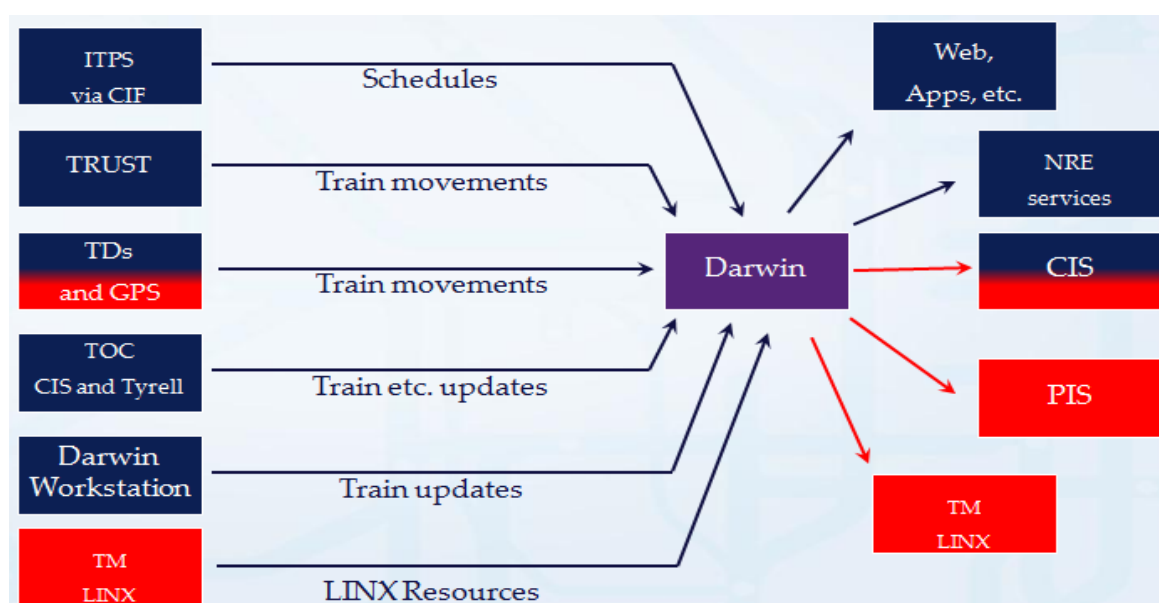 ITPS
via CIF
Schedules
TRUST
Train movements
TDs
and GPS
Train movements
TOC
CIS and Tyrell
Train etc. updates
Darwin
Workstation
Train updates
TM
LINX
LINX Resources
Darwin
Web,
Apps, etc.
NRE
services
CIS
PIS
TM
LINX